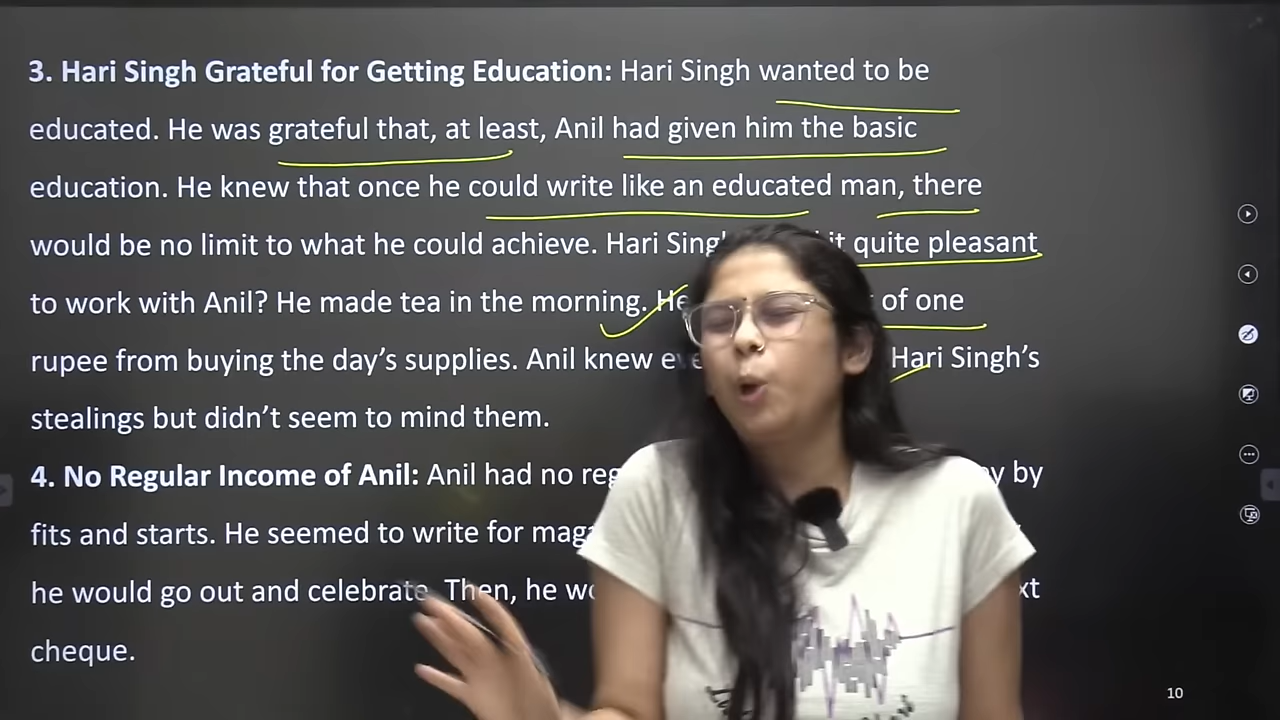 3. Hari Singh Grateful for Getting Education: Hari Singh wanted to be
educated. He was grateful that, at least, Anil had given him the basic
education. He knew that once he could write like an educated man, there
would be no limit to what he could achieve. Hari Singh it quite pleasant
to work with Anil? He made tea in the morning. He of one
rupee from buying the day’s supplies. Anil knew Hari Singh’s
stealings but didn’t seem to mind them.
4. No Regular Income of Anil: Anil had no by
fits and starts. He seemed to write for
he would go out and celebrate. Then, he
cheque.
10